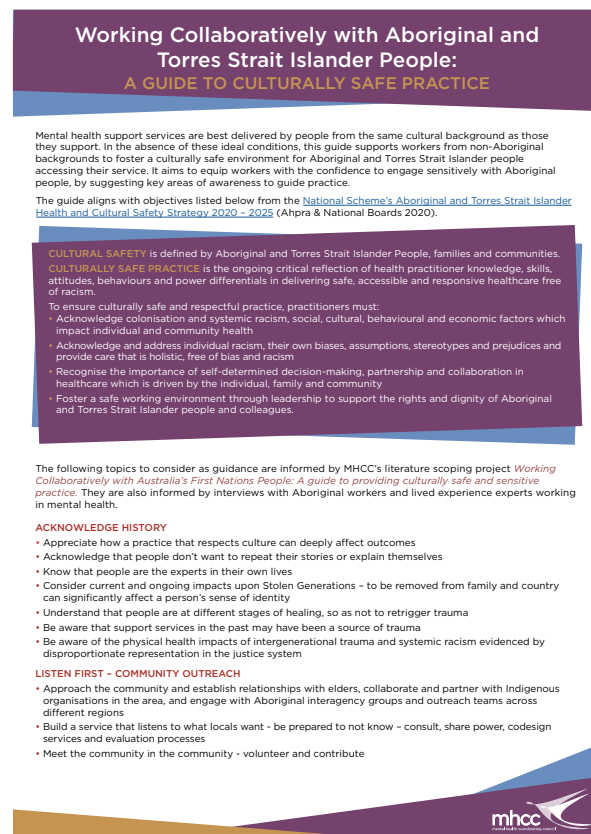 Working Collaboratively with Aboriginal and
Torres Strait Islander People:
A GUIDE TO CULTURALLY SAFE PRACTICE
Mental health support services are best delivered by people from the same cultural background as those
they support. In the absence of these ideal conditions, this guide supports workers from non-Aboriginal
backgrounds to foster a culturally safe environment for Aboriginal and Torres Strait Islander people
accessing their service. It aims to equip workers with the confidence to engage sensitively with Aboriginal
people, by suggesting key areas of awareness to guide practice.
The guide aligns with objectives listed below from the National Scheme's Aboriginal and Torres Strait Islander
Health and Cultural Safety Strategy 2020 – 2025 (Ahpra & National Boards 2020).
CULTURAL SAFETY is defined by Aboriginal and Torres Strait Islander People, families and communities.
CULTURALLY SAFE PRACTICE is the ongoing critical reflection of health practitioner knowledge, skills,
attitudes, behaviours and power differentials in delivering safe, accessible and responsive healthcare free
of racism.
To ensure culturally safe and respectful practice, practitioners must:
• Acknowledge colonisation and systemic racism, social, cultural, behavioural and economic factors which
impact individual and community health
• Acknowledge and address individual racism, their own biases, assumptions, stereotypes and prejudices and
provide care that is holistic, free of bias and racism
• Recognise the importance of self-determined decision-making, partnership and collaboration in
healthcare which is driven by the individual, family and community
• Foster a safe working environment through leadership to support the rights and dignity of Aboriginal
and Torres Strait Islander people and colleagues.
The following topics to consider as guidance are informed by MHCC's literature scoping project Working
Collaboratively with Australia's First Nations People: A guide to providing culturally safe and sensitive
practice. They are also informed by interviews with Aboriginal workers and lived experience experts working
in mental health.
ACKNOWLEDGE HISTORY
• Appreciate how a practice that respects culture can deeply affect outcomes
• Acknowledge that people don't want to repeat their stories or explain themselves
• Know that people are the experts in their own lives
• Consider current and ongoing impacts upon Stolen Generations – to be removed from family and country
can significantly affect a person's sense of identity
• Understand that people are at different stages of healing, so as not to retrigger trauma
• Be aware that support services in the past may have been a source of trauma
• Be aware of the physical health impacts of intergenerational trauma and systemic racism evidenced by
disproportionate representation in the justice system
LISTEN FIRST – COMMUNITY OUTREACH
• Approach the community and establish relationships with elders, collaborate and partner with Indigenous
organisations in the area, and engage with Aboriginal interagency groups and outreach teams across
different regions
• Build a service that listens to what locals want - be prepared to not know – consult, share power, codesign
services and evaluation processes
• Meet the community in the community - volunteer and contribute
mhcc
mental health coordinating council